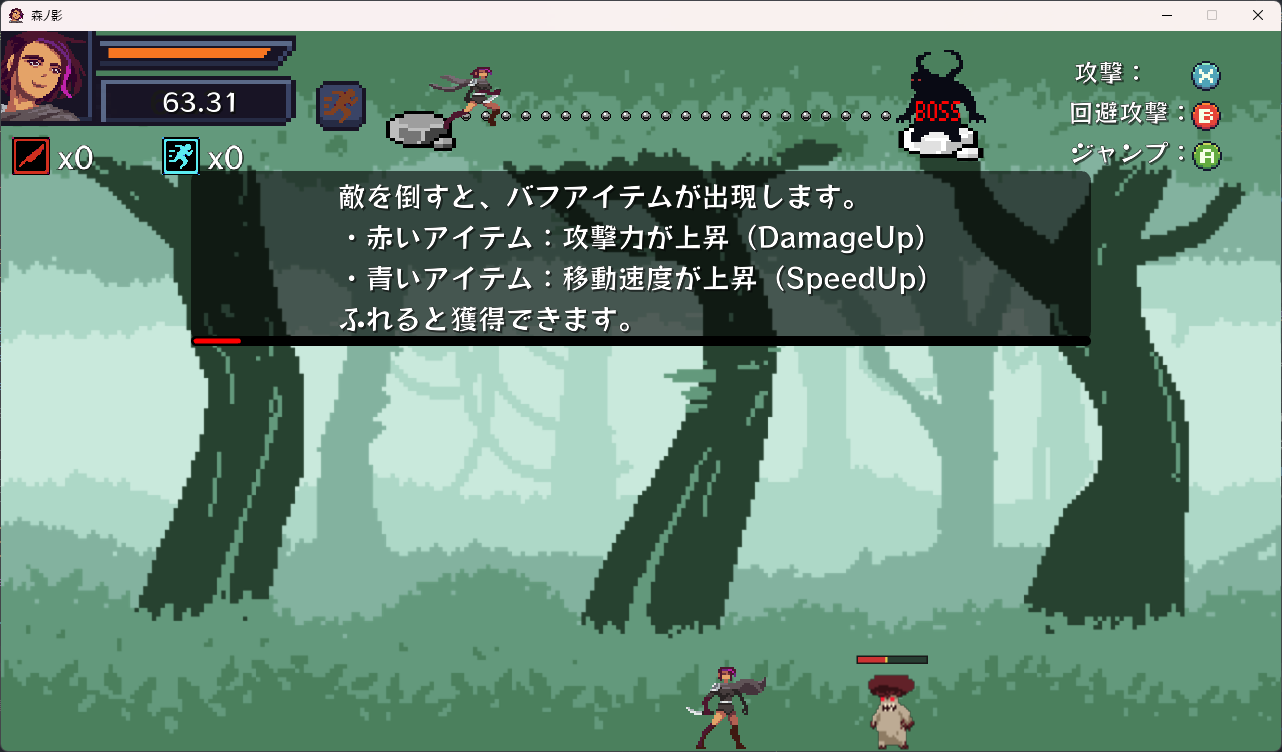 森ノ影
攻撃：X
63.31
BOSS
回避攻撃：B
x0 x0
ジャンプ：A
敵を倒すと、バフアイテムが出現します。
・赤いアイテム：攻撃力が上昇（DamageUp）
・青いアイテム：移動速度が上昇（SpeedUp）
ふれると獲得できます。